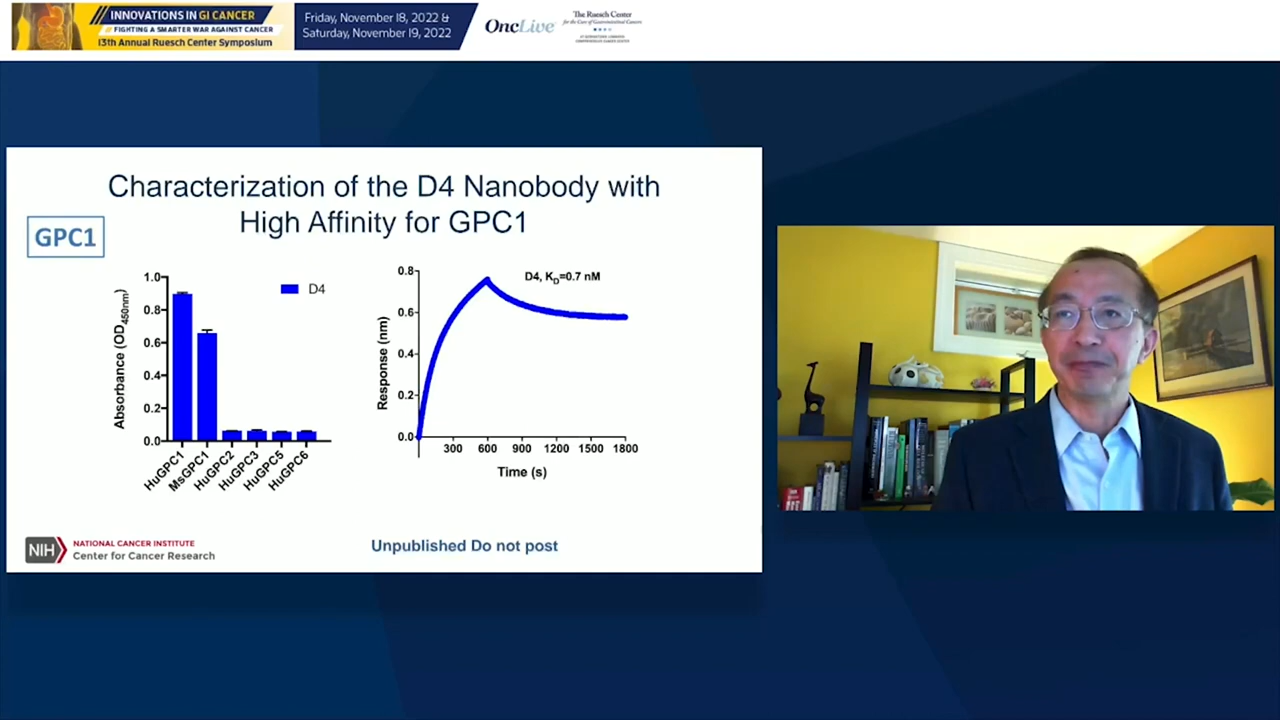 INNOVATIONS IN GI CANCER
FIGHTING A SMARTER WAR AGAINST CANCER
13th Annual Ruesch Center Symposium
Friday, November 18, 2022 &
Saturday, November 19, 2022
OncLive
The Ruesch Center
for the Cure of Gastrointestinal Cancers
Characterization of the D4 Nanobody with
High Affinity for GPC1
GPC1
Absorbance (OD450nm)
1.0
0.8
0.6
0.4
0.2
0.0
D4
HuGPC1
MsGPC1
HuGPC2
HuGPC3
HuGPC5
HuGPC6
Response (nm)
0.8
0.6
0.4
0.2
0.0
D4, KD=0.7 nM
300 600 900 1200 1500 1800
Time (s)
NIH
NATIONAL CANCER INSTITUTE
Center for Cancer Research
Unpublished Do not post